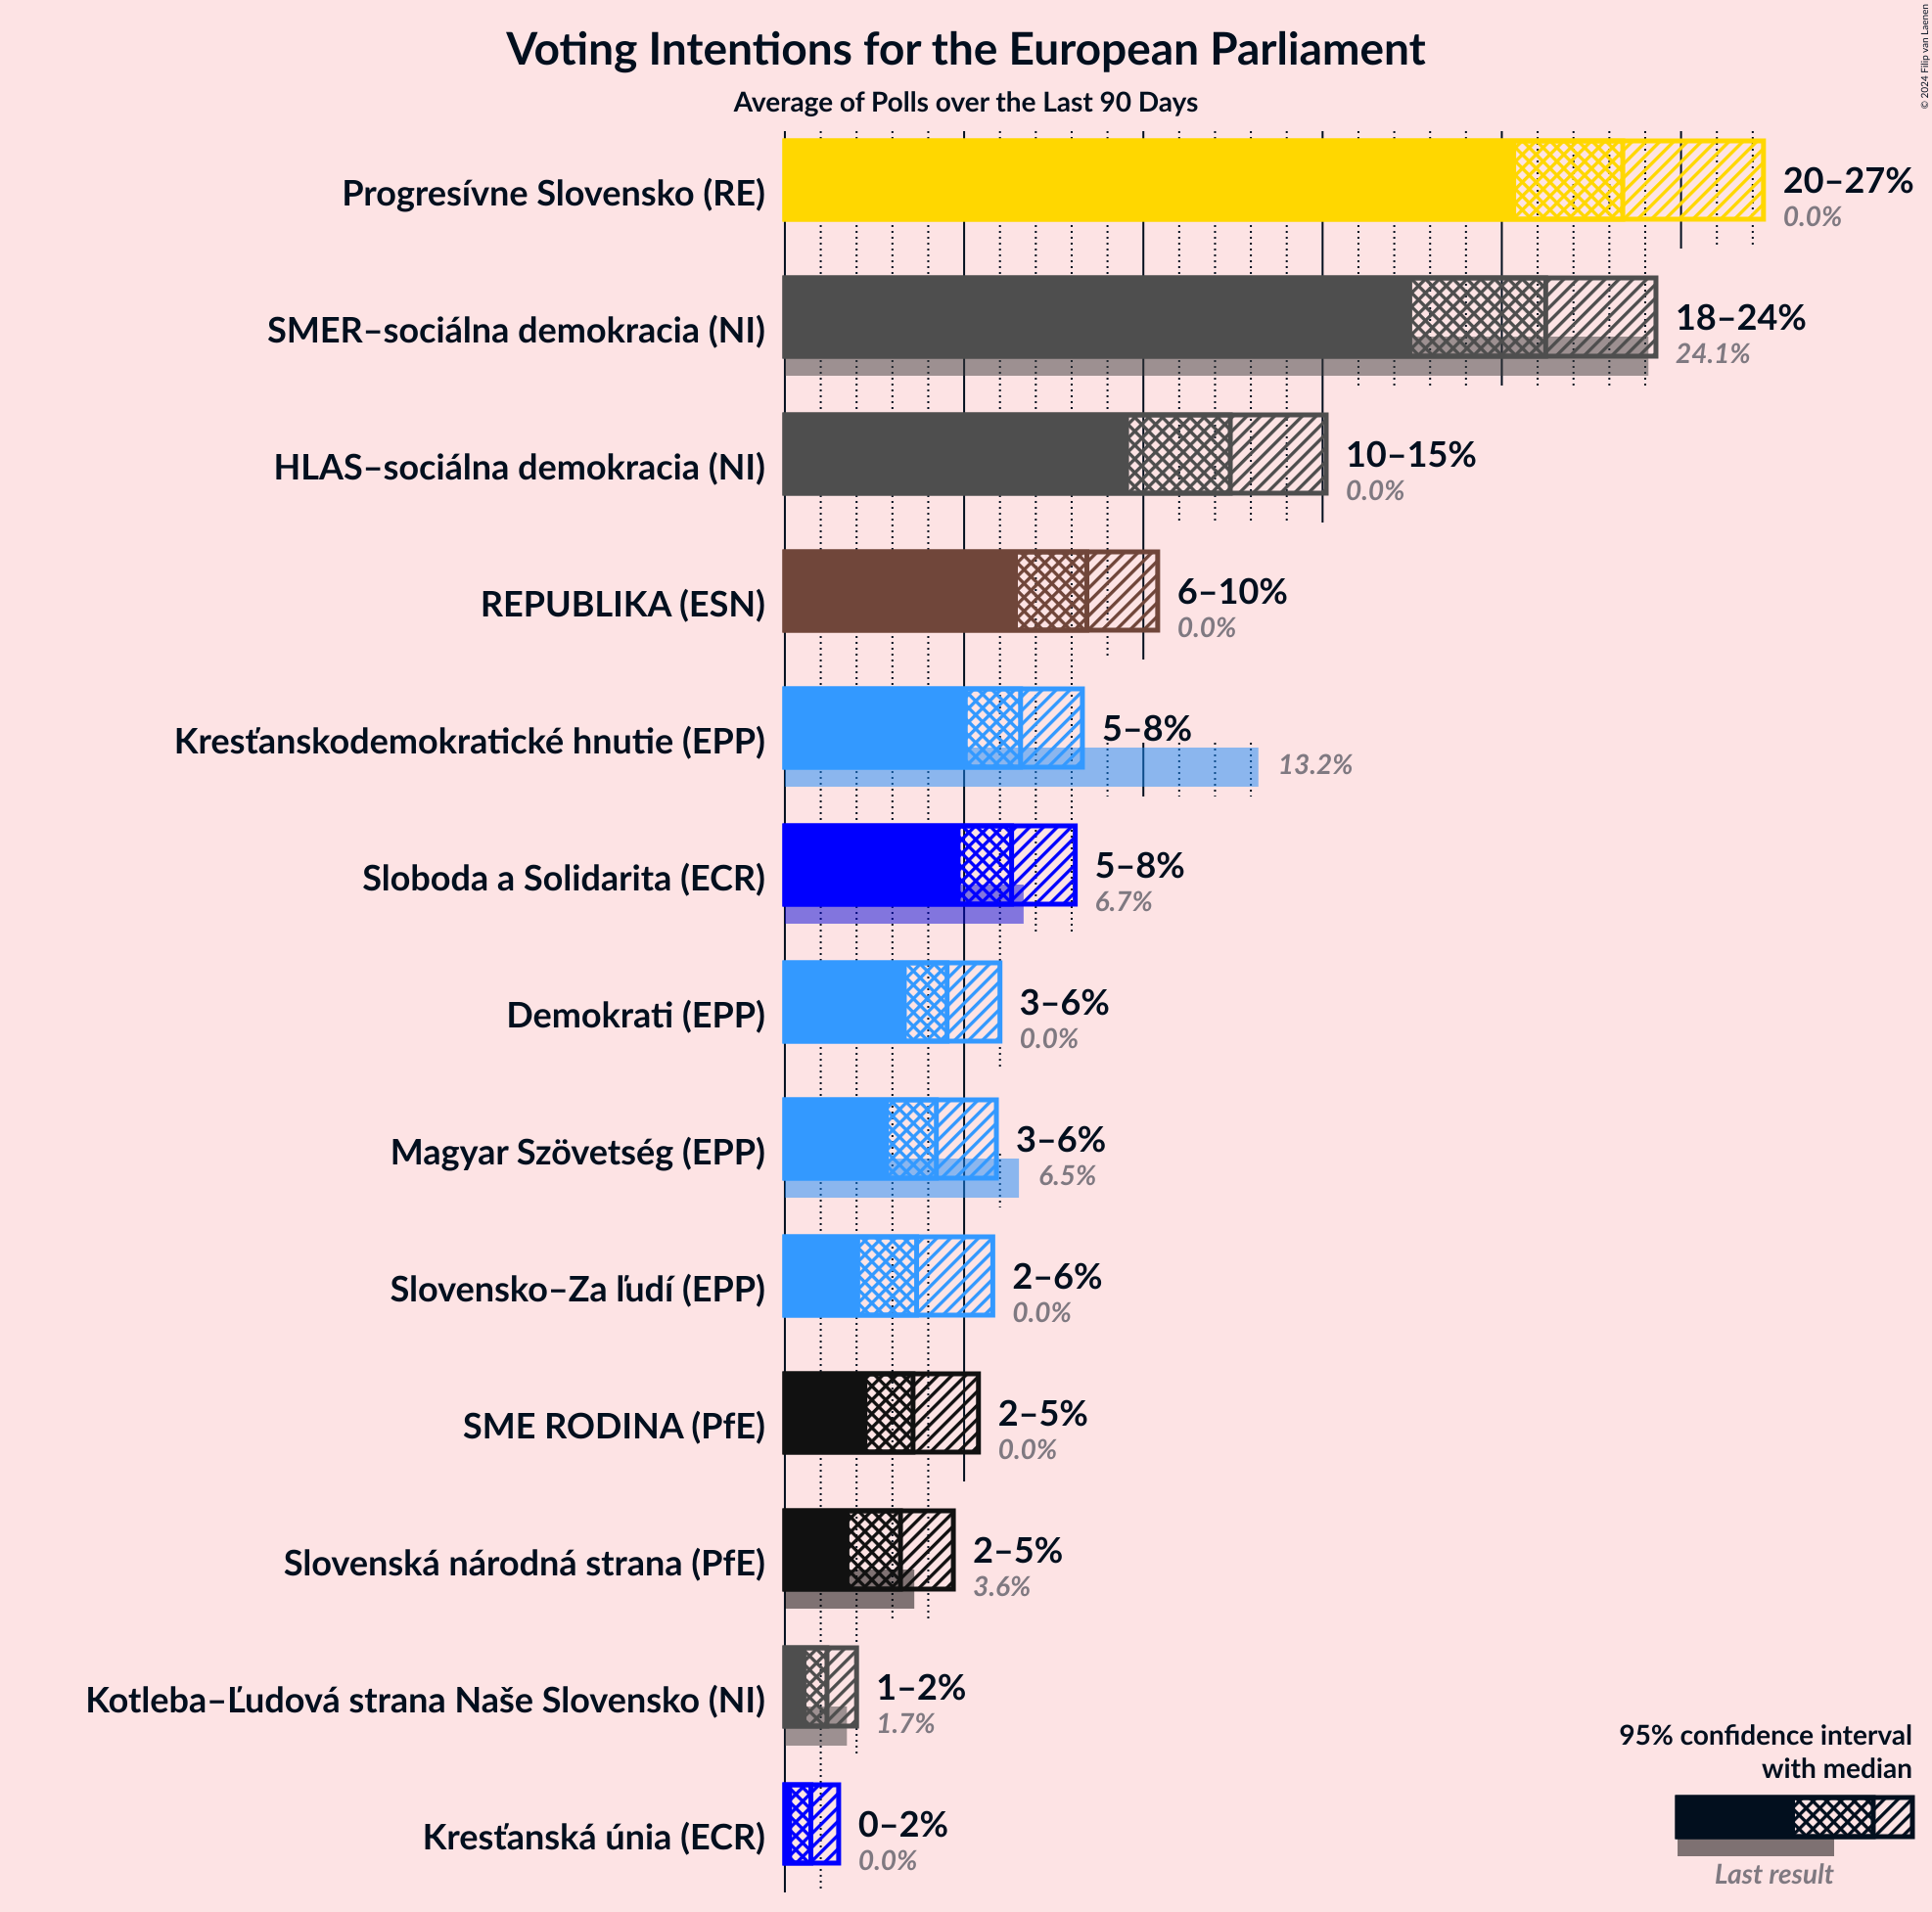 Voting Intentions for the European Parliament
Average of Polls over the Last 90 Days
© 2024 Filip van Laenen
Progresívne Slovensko (RE)
20–27%
0.0%
SMER–sociálna demokracia (NI)
18–24%
24.1%
HLAS–sociálna demokracia (NI)
10–15%
0.0%
REPUBLIKA (ESN)
6–10%
0.0%
Kresťanskodemokratické hnutie (EPP)
5–8%
13.2%
Sloboda a Solidarita (ECR)
5–8%
6.7%
Demokrati (EPP)
3–6%
0.0%
Magyar Szövetség (EPP)
3–6%
6.5%
Slovensko–Za ľudí (EPP)
2–6%
0.0%
SME RODINA (PfE)
2–5%
0.0%
Slovenská národná strana (PfE)
2–5%
3.6%
Kotleba–Ľudová strana Naše Slovensko (NI)
1–2%
1.7%
Kresťanská únia (ECR)
0–2%
0.0%
95% confidence interval
with median
Last result